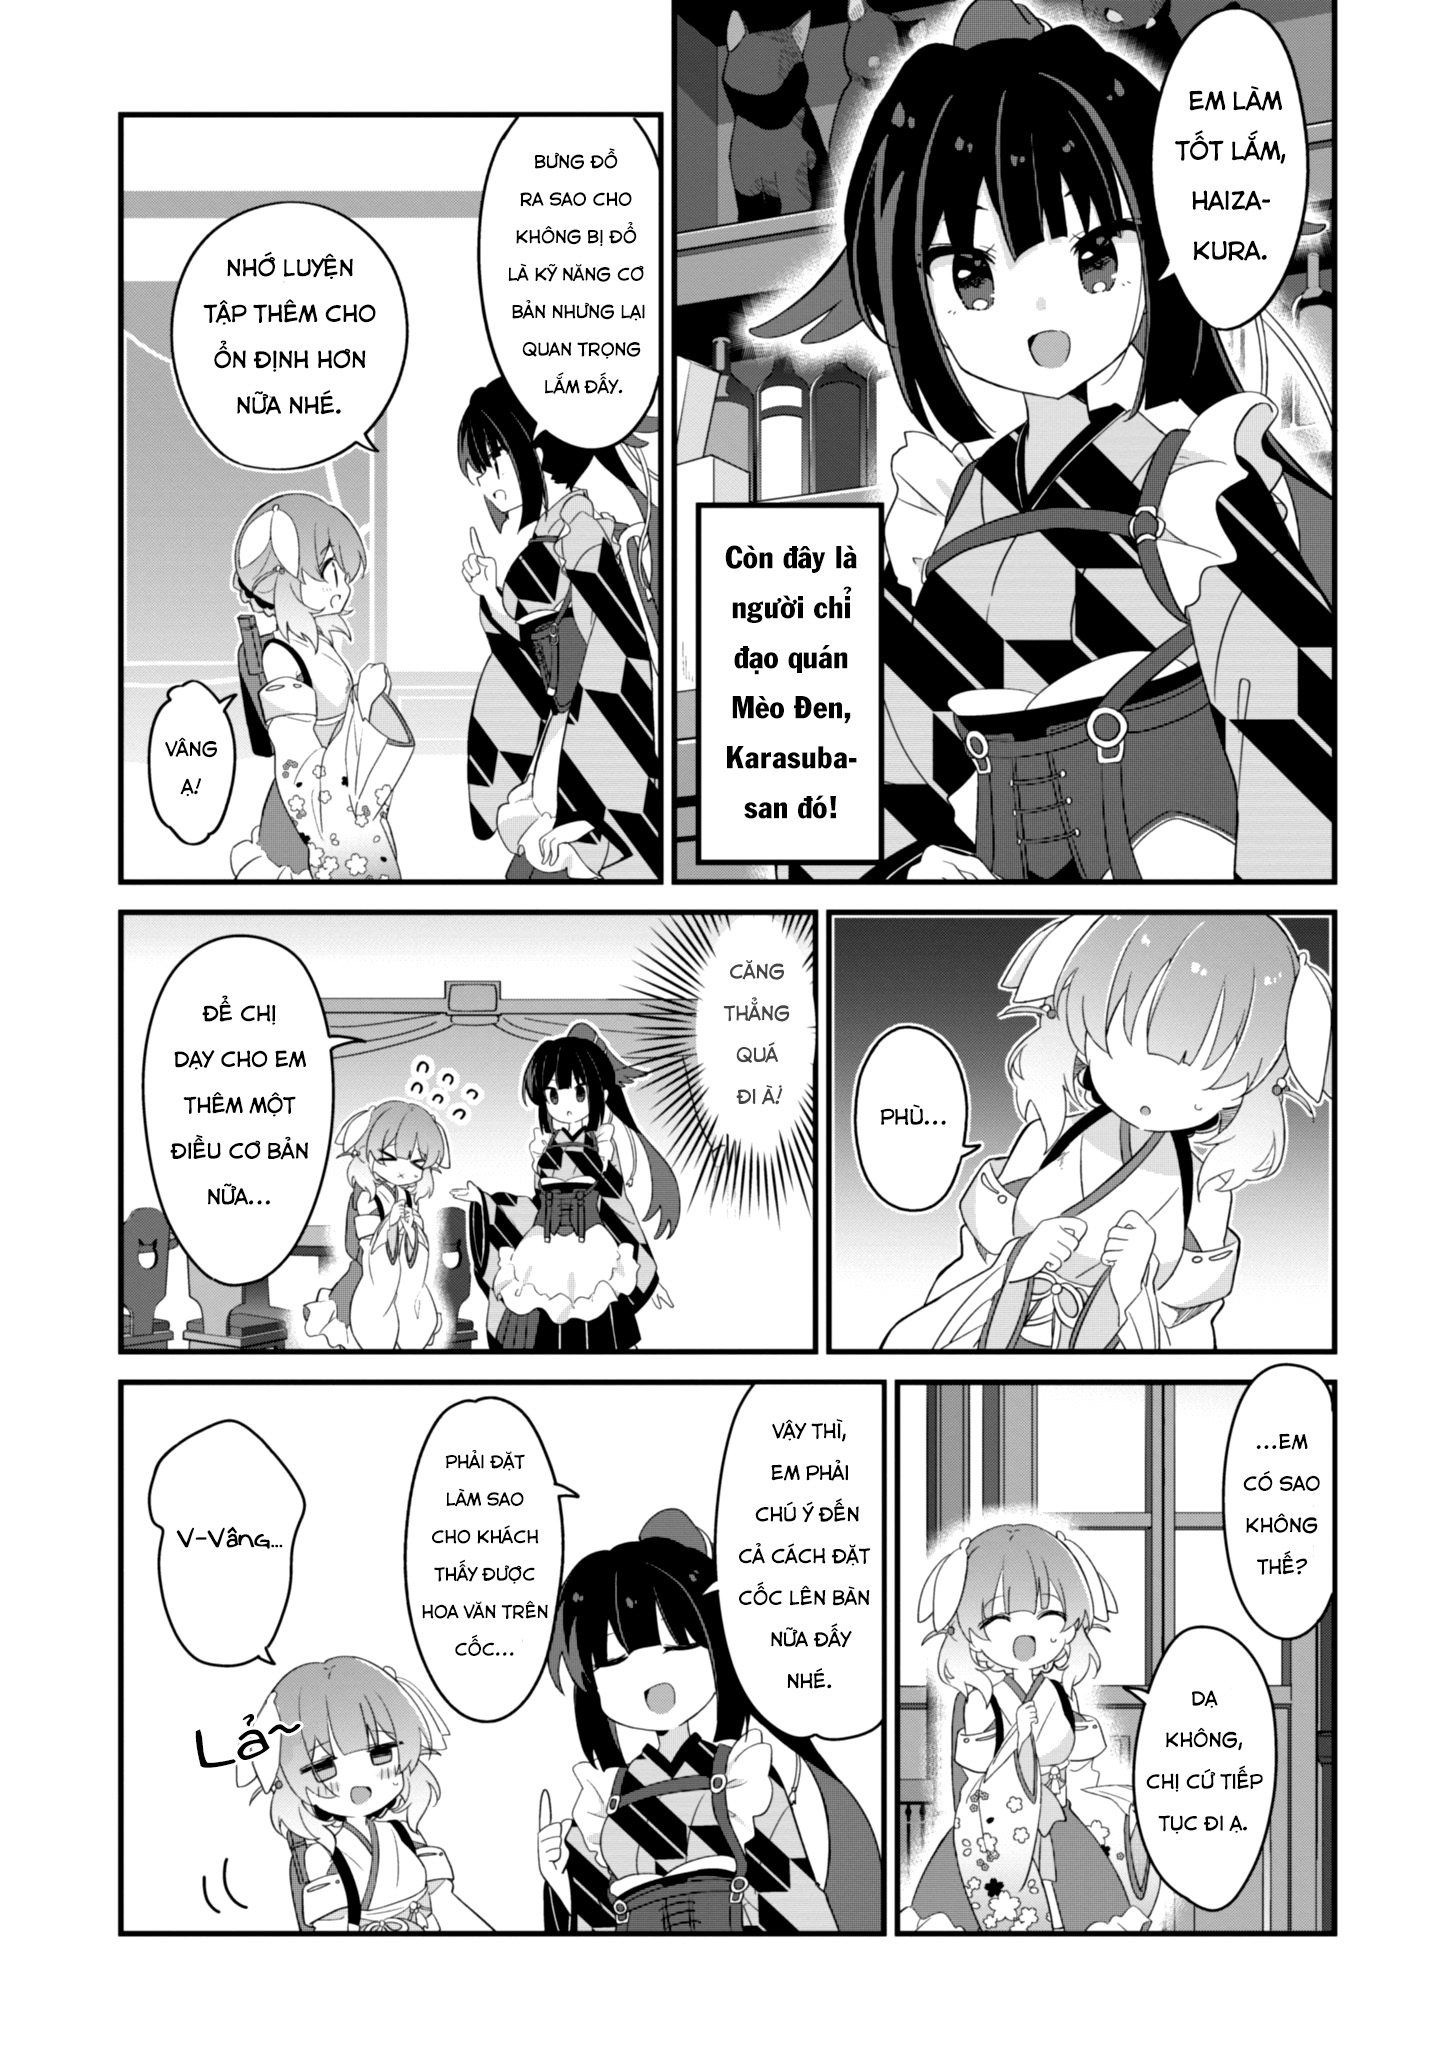 EM LÀM
TỐT LẮM,
HAIZA-
KURA.
Còn đây là
người chỉ
đạo quán
Mèo Đen,
Karasuba-
san đó!
BƯNG ĐỒ
RA SAO CHO
KHÔNG BỊ ĐỔ
LÀ KỸ NĂNG CƠ
BẢN NHƯNG LẠI
QUAN TRỌNG
LẮM ĐẤY.
NHỚ LUYỆN
TẬP THÊM CHO
ỔN ĐỊNH HƠN
NỮA NHÉ.
VÂNG
Ạ!
PHÙ...
CĂNG
THẲNG
QUÁ
ĐI À!
ĐỂ CHỊ
DẠY CHO EM
THÊM MỘT
ĐIỀU CƠ BẢN
NỮA...
...EM
CÓ SAO
KHÔNG
THẾ?
DẠ
KHÔNG,
CHỊ CỨ TIẾP
TỤC ĐI Ạ.
VẬY THÌ,
EM PHẢI
CHÚ Ý ĐẾN
CẢ CÁCH ĐẶT
CỐC LÊN BÀN
NỮA ĐẤY
NHÉ.
PHẢI ĐẶT
LÀM SAO
CHO KHÁCH
THẤY ĐƯỢC
HOA VĂN TRÊN
CỐC...
V-Vâng...
Lả~